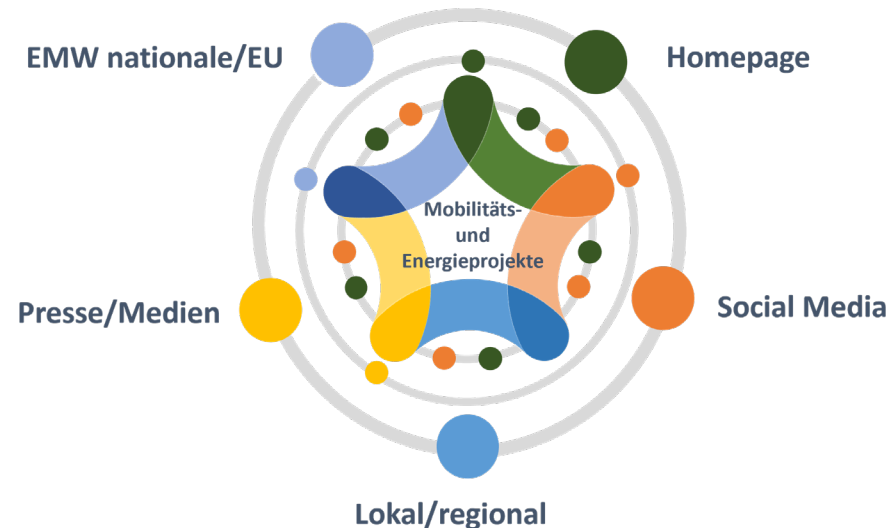 EMW nationale/EU
Homepage
Mobilitäts-
und
Energieprojekte
Presse/Medien
Social Media
Lokal/regional